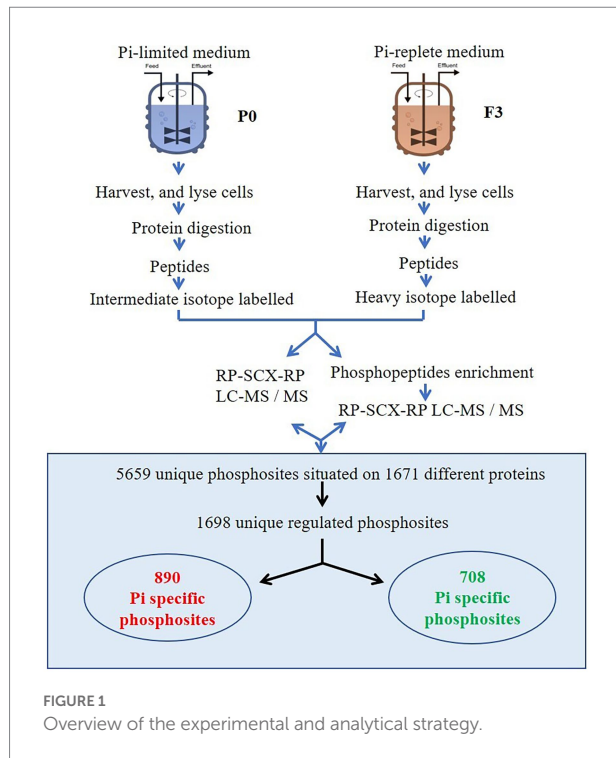 Pi-limited medium
Pi-replete medium
Feed
Effluent
Feed
Effluent
P0
F3
Harvest, and lyse cells
Harvest, and lyse cells
Protein digestion
Protein digestion
Peptides
Peptides
Intermediate isotope labelled
Heavy isotope labelled
RP-SCX-RP
LC-MS / MS
Phosphopeptides enrichment
RP-SCX-RP LC-MS / MS
5659 unique phosphosites situated on 1671 different proteins
1698 unique regulated phosphosites
890
Pi specific
phosphosites
708
Pi specific
phosphosites
FIGURE 1
Overview of the experimental and analytical strategy.